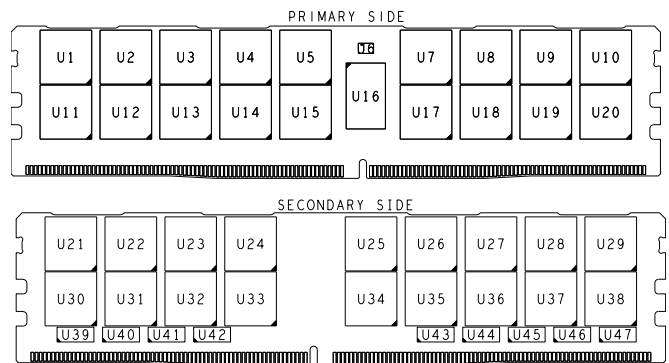 PRIMARY SIDE
U1 U2 U3 U4 U5 J6 U7 U8 U9 U10
U11 U12 U13 U14 U15 U16 U17 U18 U19 U20
SECONDARY SIDE
U21 U22 U23 U24 U25 U26 U27 U28 U29
U30 U31 U32 U33 U34 U35 U36 U37 U38
U39 U40 U41 U42 U43 U44 U45 U46 U47